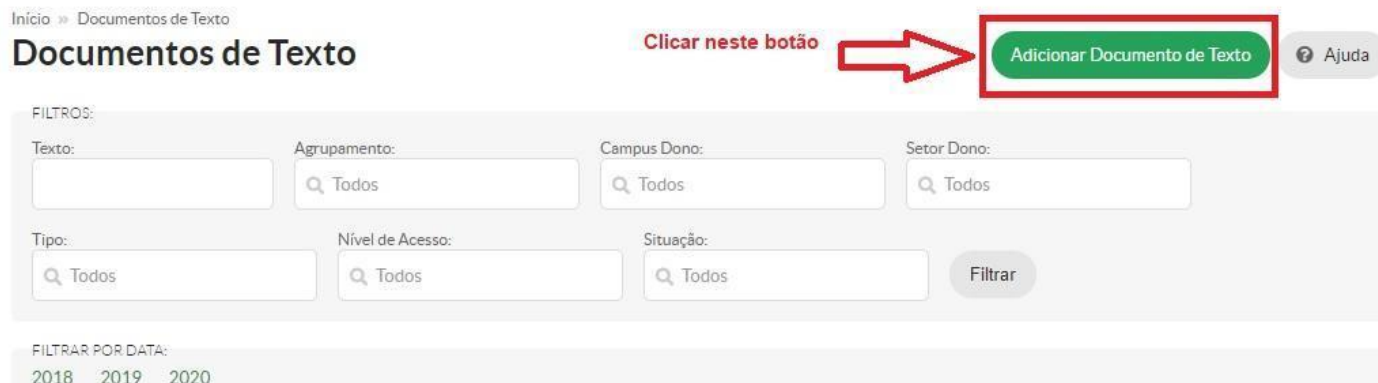 Início » Documentos de Texto
Documentos de Texto
Clicar neste botão
Adicionar Documento de Texto
Ajuda
FILTROS:
Texto:
Agrupamento:
Campus Dono:
Setor Dono:
Todos
Todos
Todos
Tipo:
Nível de Acesso:
Situação:
Todos
Todos
Todos
Filtrar
FILTRAR POR DATA:
2018 2019 2020